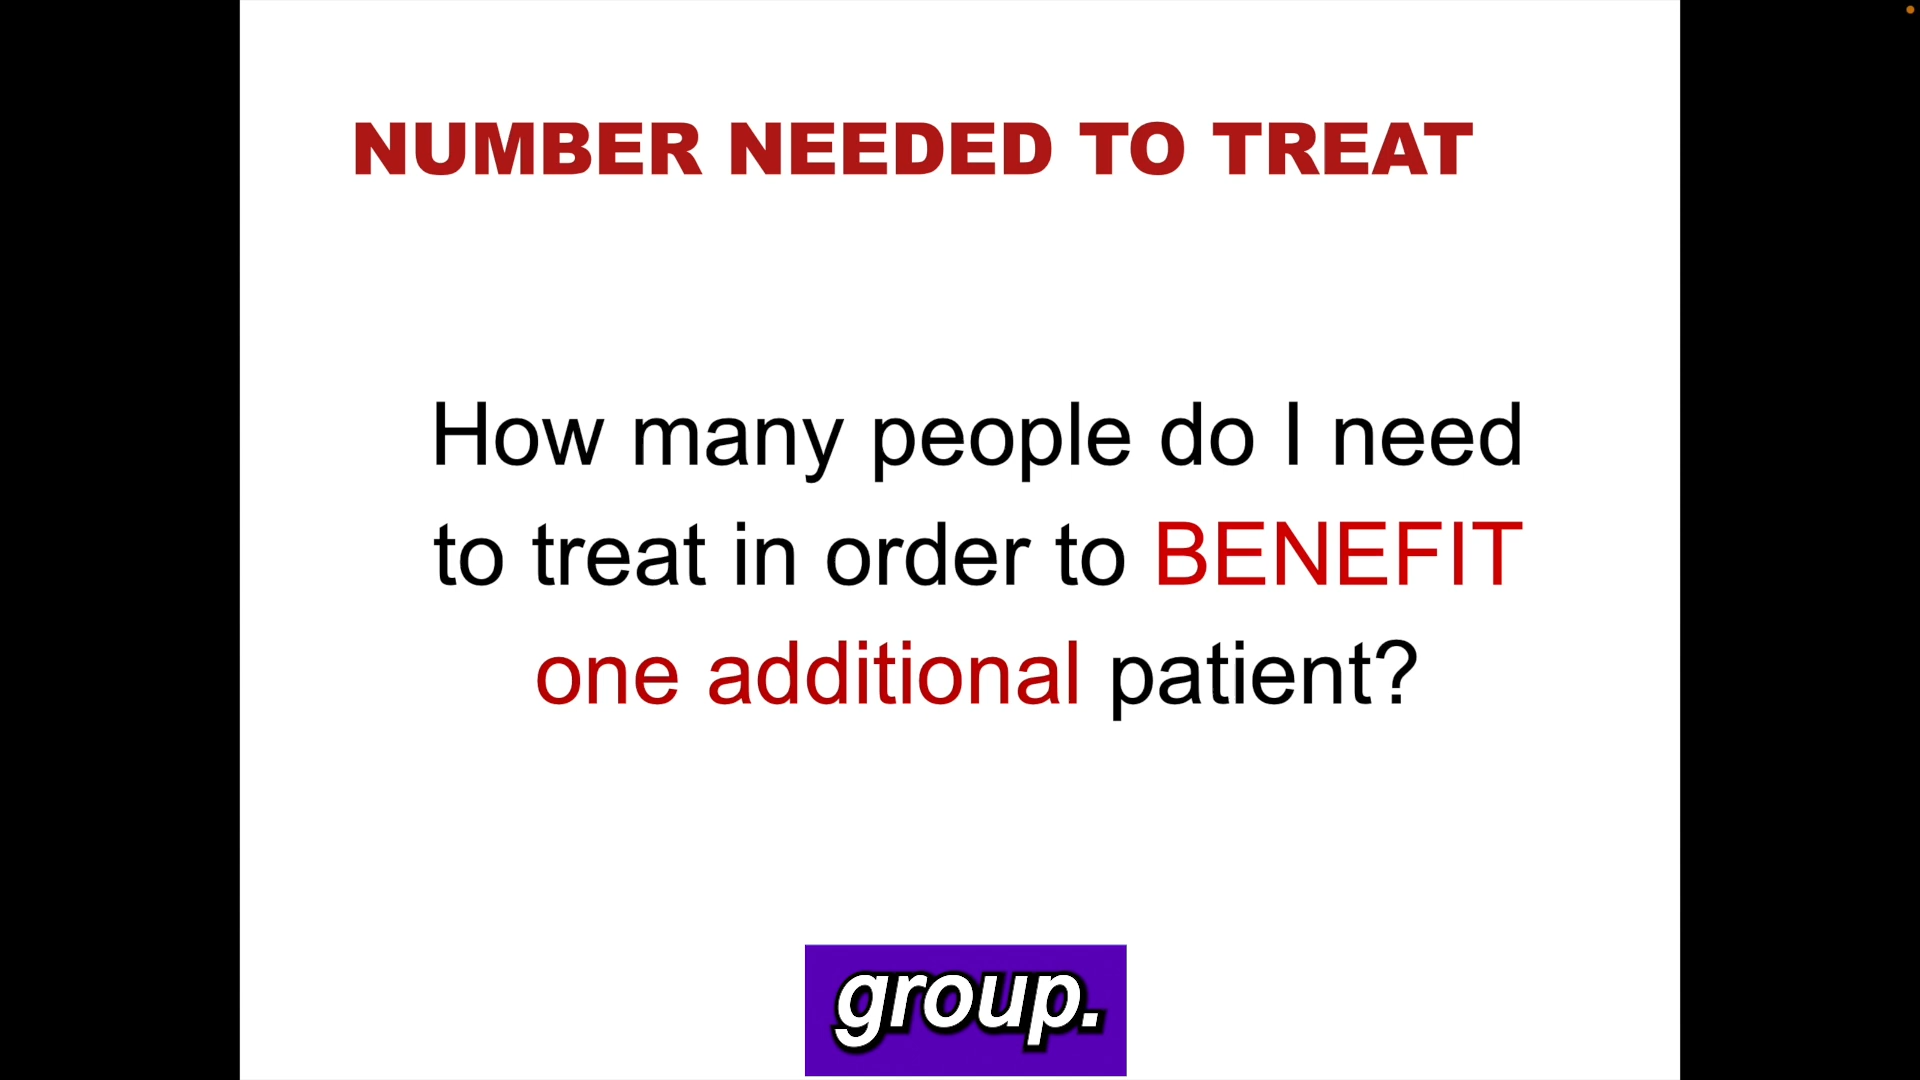 NUMBER NEEDED TO TREAT
How many people do I need
to treat in order to BENEFIT
one additional patient?
group.